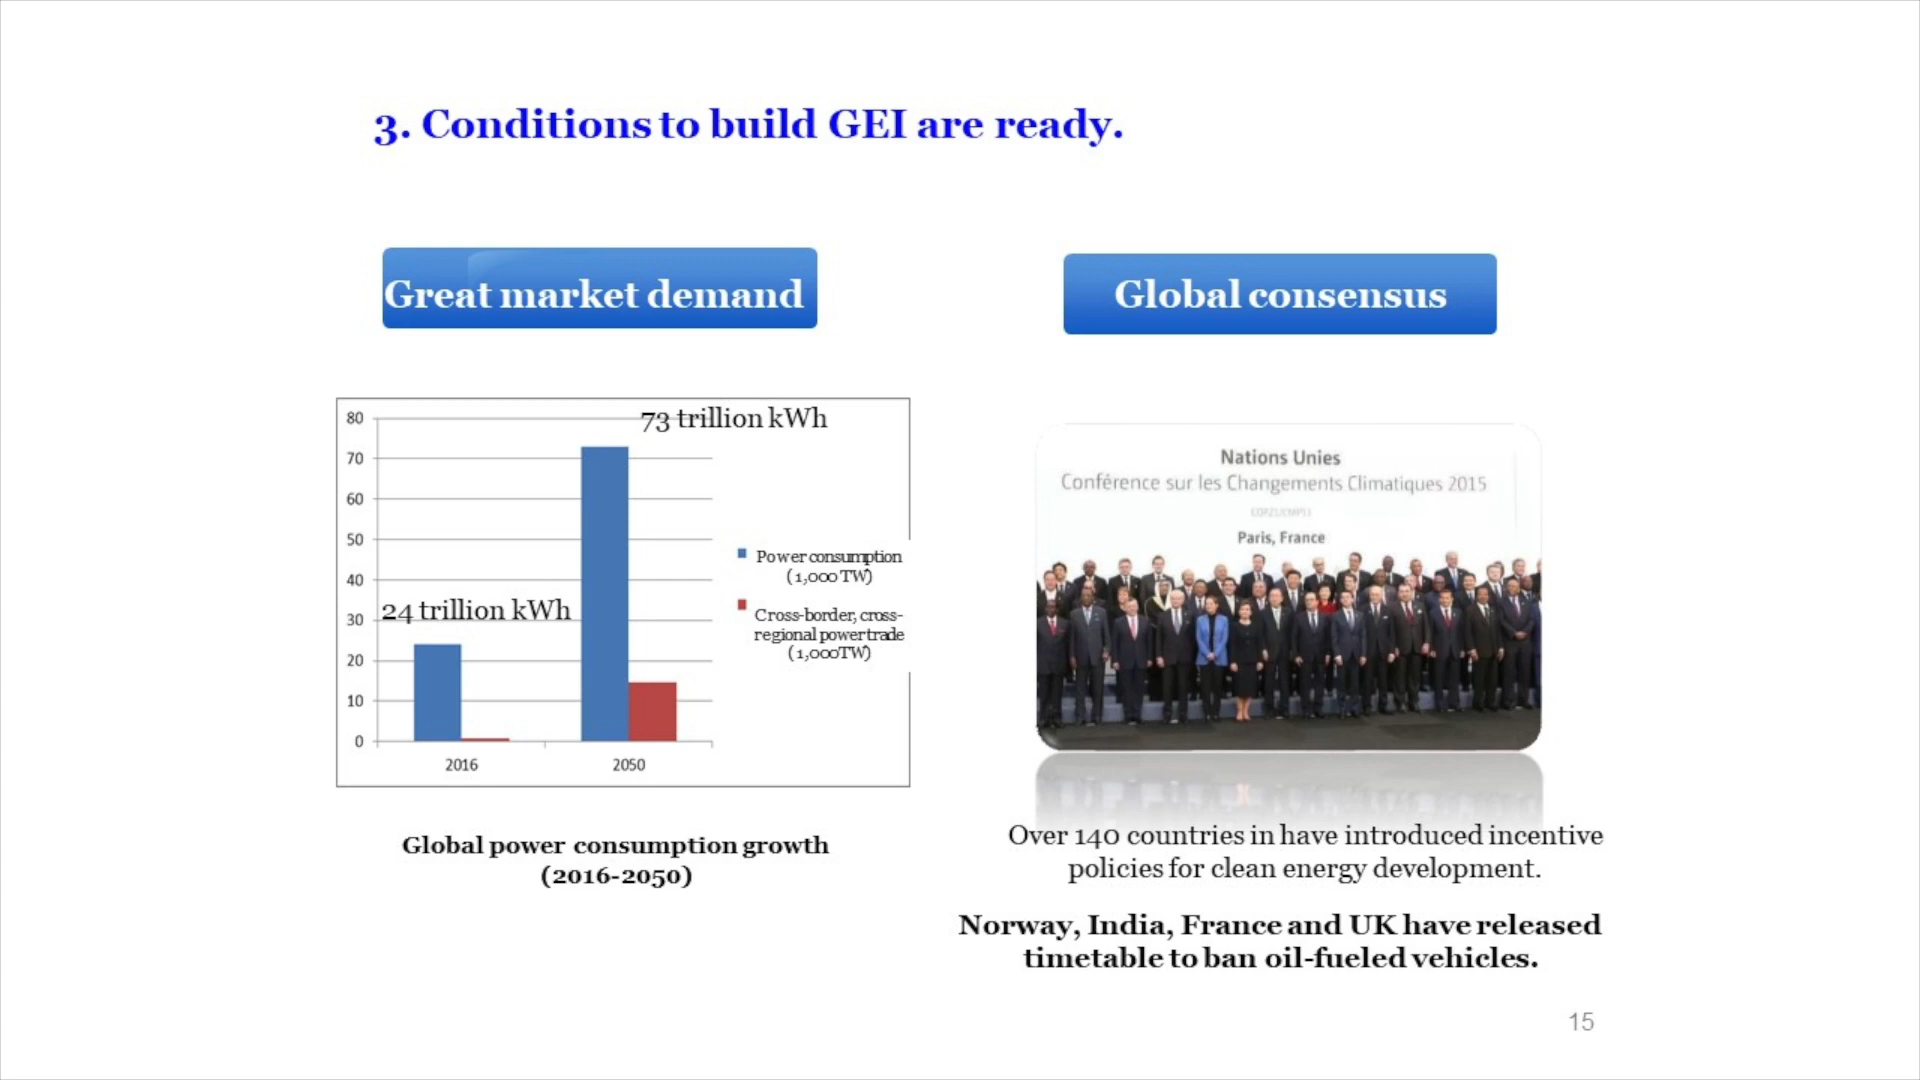 3. Conditions to build GEI are ready.
Great market demand
Global consensus
73 trillion kWh
24 trillion kWh
80
70
60
50
40
30
20
10
0
2016
2050
Power consumption
(1,000 TW)
Cross-border, cross-
regional power trade
(1,000TW)
Global power consumption growth
(2016-2050)
Nations Unies
Conférence sur les Changements Climatiques 2015
COP21/CMP11
Paris, France
Over 140 countries in have introduced incentive
policies for clean energy development.
Norway, India, France and UK have released
timetable to ban oil-fueled vehicles.
15